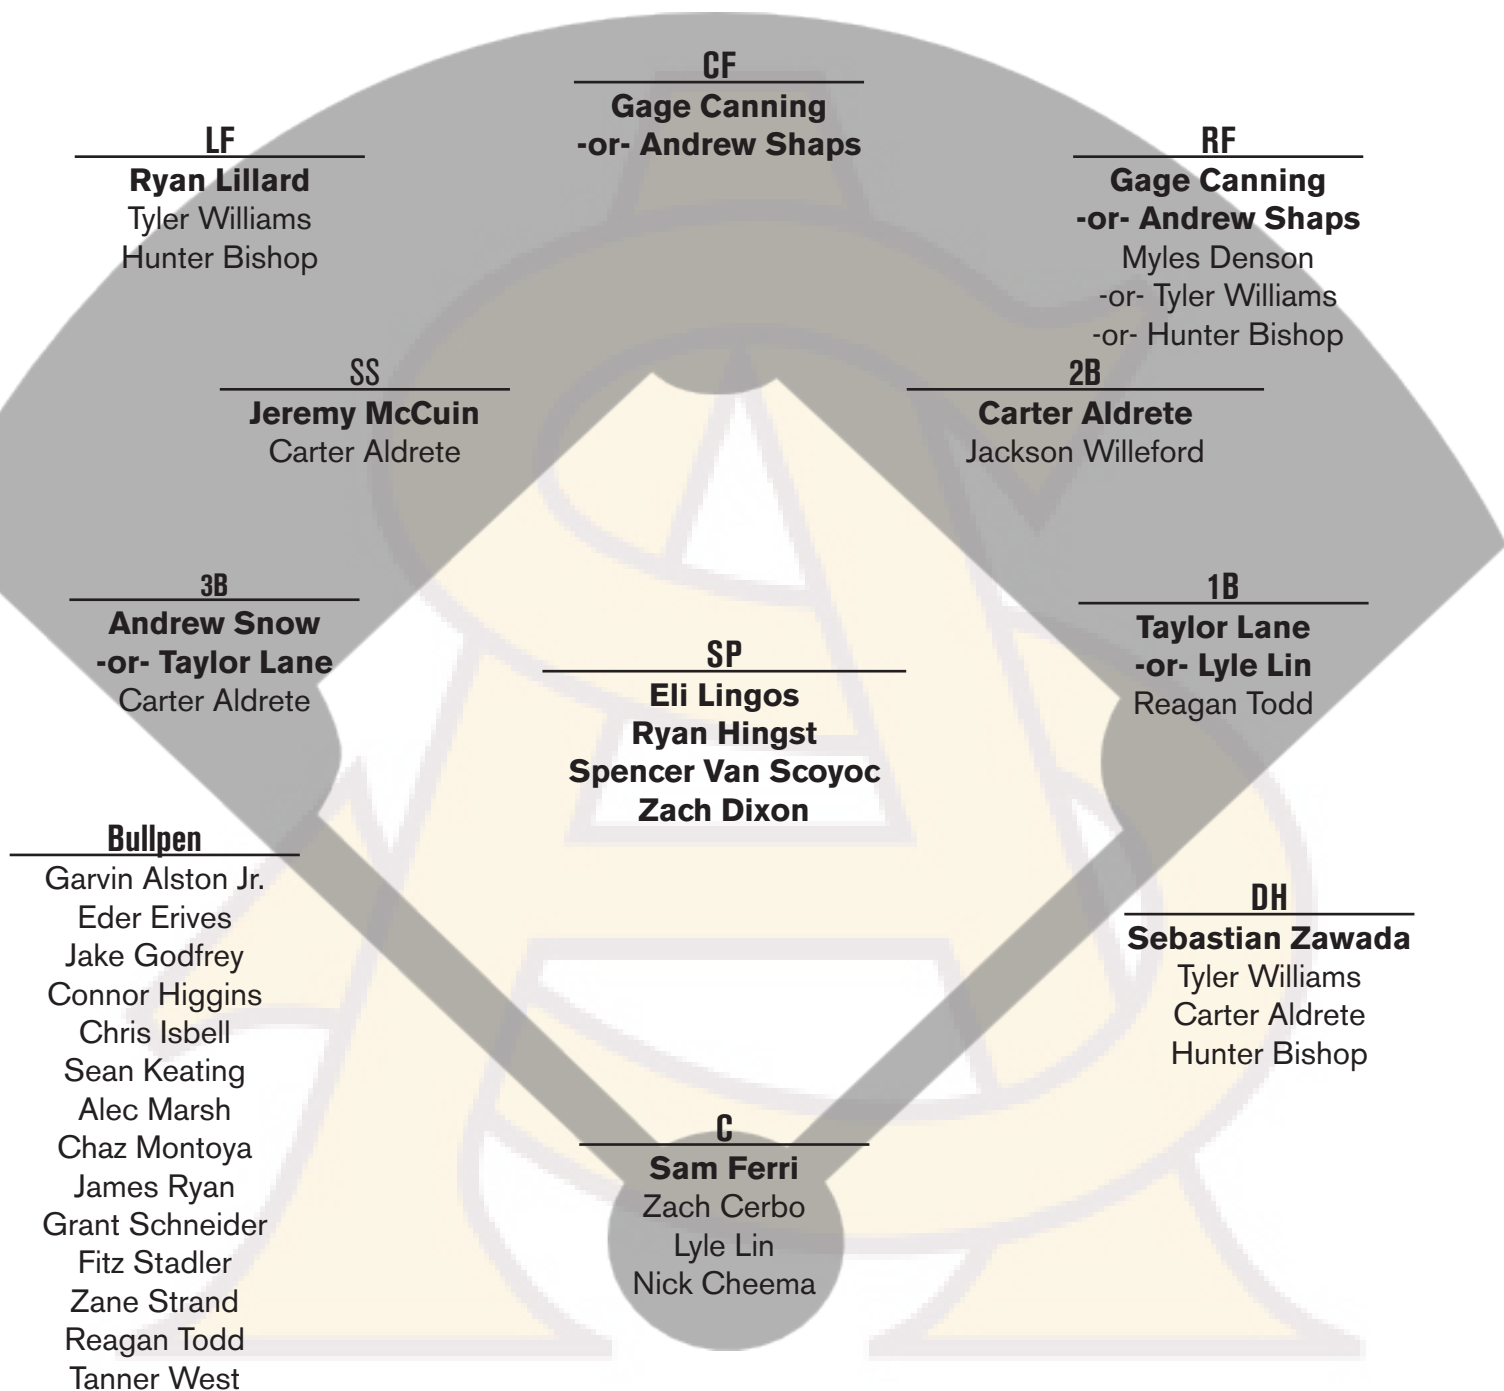 CF
Gage Canning
-or- Andrew Shaps
LF
Ryan Lillard
Tyler Williams
Hunter Bishop
RF
Gage Canning
-or- Andrew Shaps
Myles Denson
-or- Tyler Williams
-or- Hunter Bishop
SS
Jeremy McCuin
Carter Aldrete
2B
Carter Aldrete
Jackson Willeford
3B
Andrew Snow
-or- Taylor Lane
Carter Aldrete
1B
Taylor Lane
-or- Lyle Lin
Reagan Todd
SP
Eli Lingos
Ryan Hingst
Spencer Van Scoyoc
Zach Dixon
Bullpen
Garvin Alston Jr.
Eder Erives
Jake Godfrey
Connor Higgins
Chris Isbell
Sean Keating
Alec Marsh
Chaz Montoya
James Ryan
Grant Schneider
Fitz Stadler
Zane Strand
Reagan Todd
Tanner West
DH
Sebastian Zawada
Tyler Williams
Carter Aldrete
Hunter Bishop
C
Sam Ferri
Zach Cerbo
Lyle Lin
Nick Cheema